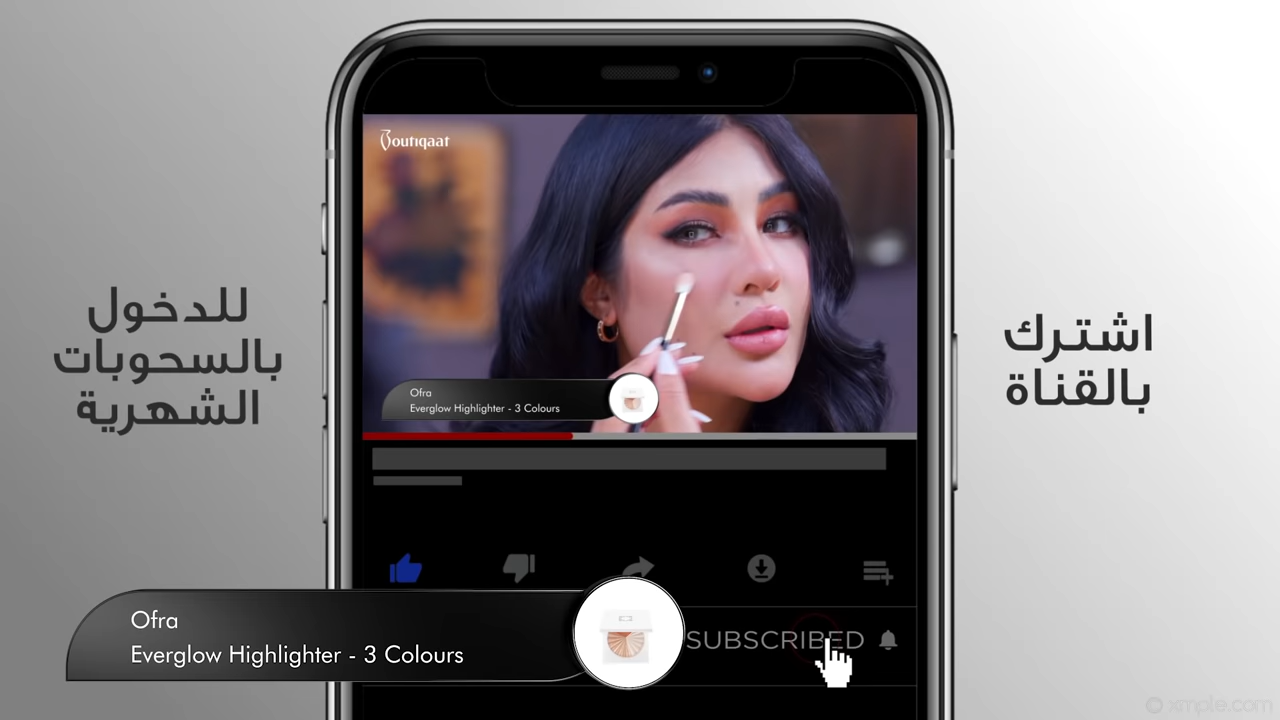 Boutiqaat
Ofra
Everglow Highlighter - 3 Colours
اشترك
بالقناة
للدخول
بالسحوبات
الشهرية
Ofra
Everglow Highlighter - 3 Colours
SUBSCRIBED
xmple.com